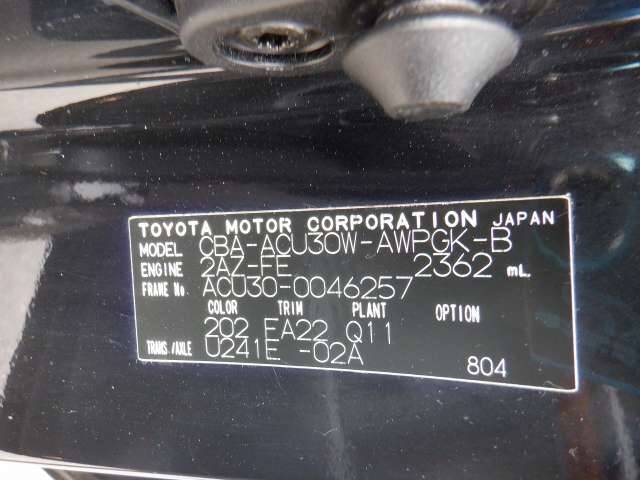 TOYOTA MOTOR CORPORATION JAPAN
MODEL CBA-ACU30W-AWPGK-B
ENGINE 2AZ-FE 2362 mL.
FRAME No. ACU30-0046257
COLOR TRIM PLANT OPTION
202 FA22 Q11
TRANS./AXLE U241E -02A
804